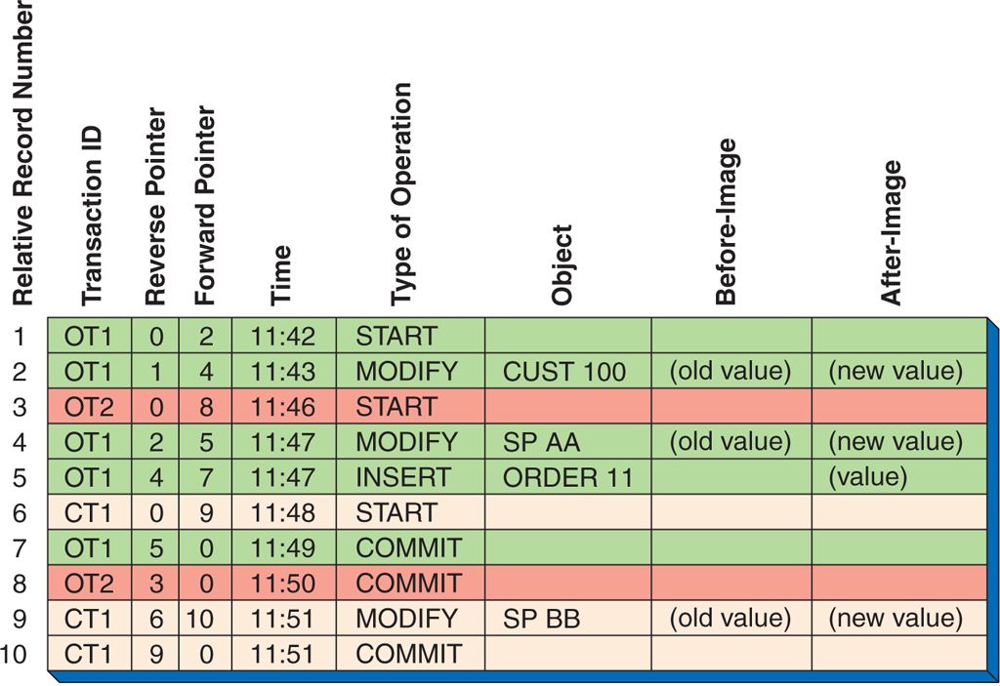 Relative Record Number Transaction ID Reverse Pointer Forward Pointer Time Type of Operation Object Before-Image After-Image
1 OT1 0 2 11:42 START
2 OT1 1 4 11:43 MODIFY CUST 100 (old value) (new value)
3 OT2 0 8 11:46 START
4 OT1 2 5 11:47 MODIFY SP AA (old value) (new value)
5 OT1 4 7 11:47 INSERT ORDER 11 (value)
6 CT1 0 9 11:48 START
7 OT1 5 0 11:49 COMMIT
8 OT2 3 0 11:50 COMMIT
9 CT1 6 10 11:51 MODIFY SP BB (old value) (new value)
10 CT1 9 0 11:51 COMMIT